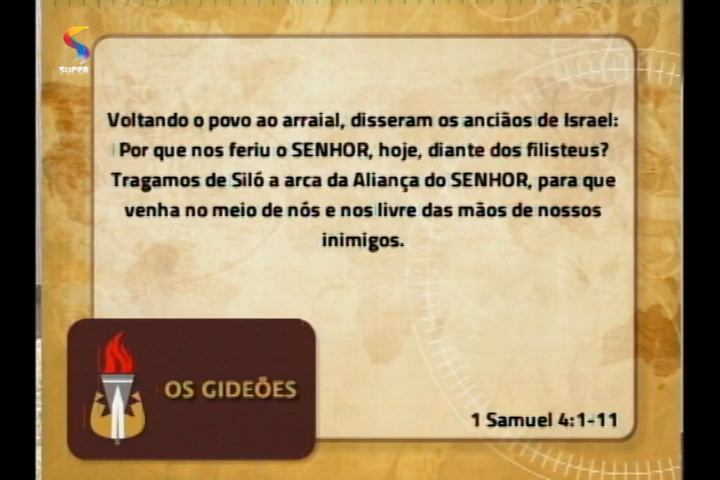 SUPER
Voltando o povo ao arraial, disseram os anciãos de Israel:
Por que nos feriu o SENHOR, hoje, diante dos filisteus?
Tragamos de Siló a arca da Aliança do SENHOR, para que
venha no meio de nós e nos livre das mãos de nossos
inimigos.
OS GIDEÕES
1 Samuel 4:1-11